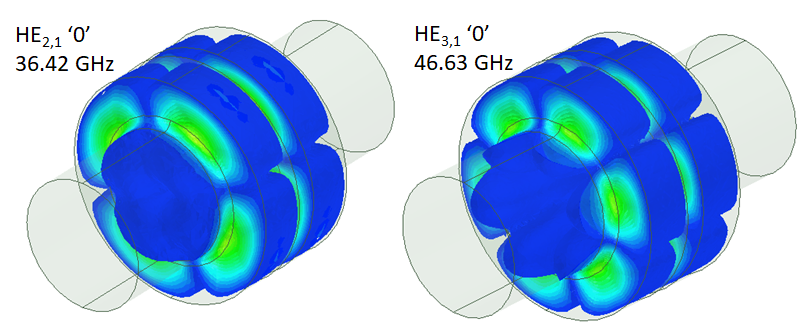 HE2,1 ‘0’
36.42 GHz
HE3,1 ‘0’
46.63 GHz